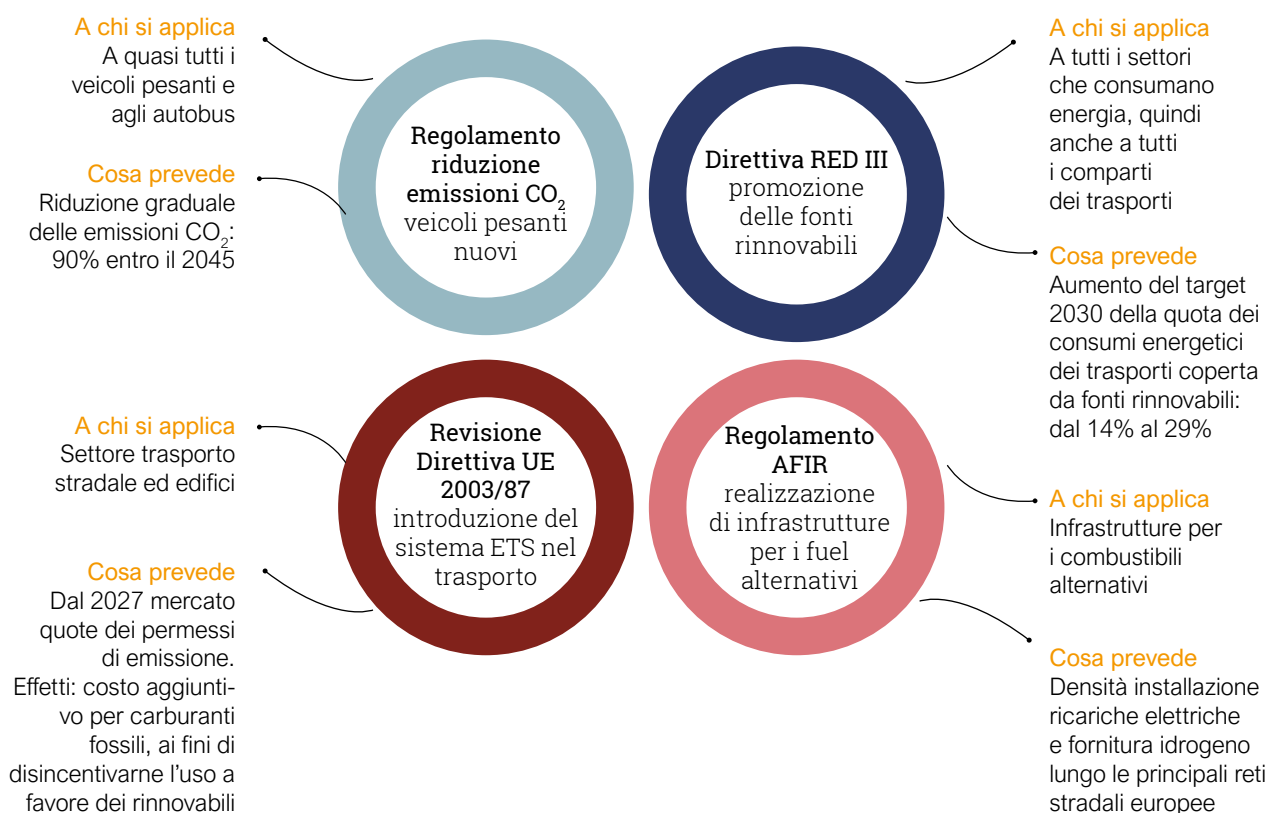 A chi si applica
A quasi tutti i
veicoli pesanti e
agli autobus
Cosa prevede
Riduzione graduale
delle emissioni CO₂:
90% entro il 2045
Regolamento
riduzione
emissioni CO₂
veicoli pesanti
nuovi
Direttiva RED III
promozione
delle fonti
rinnovabili
A chi si applica
A tutti i settori
che consumano
energia, quindi
anche a tutti
i comparti
dei trasporti
Cosa prevede
Aumento del target
2030 della quota dei
consumi energetici
dei trasporti coperta
da fonti rinnovabili:
dal 14% al 29%
A chi si applica
Settore trasporto
stradale ed edifici
Cosa prevede
Dal 2027 mercato
quote dei permessi
di emissione.
Effetti: costo aggiunti-
vo per carburanti
fossili, ai fini di
disincentivarne l'uso a
favore dei rinnovabili
Revisione
Direttiva UE
2003/87
introduzione del
sistema ETS nel
trasporto
Regolamento
AFIR
realizzazione
di infrastrutture
per i fuel
alternativi
A chi si applica
Infrastrutture per
i combustibili
alternativi
Cosa prevede
Densità installazione
ricariche elettriche
e fornitura idrogeno
lungo le principali reti
stradali europee